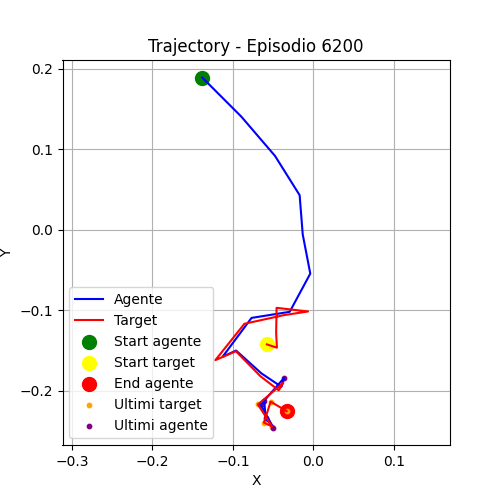 Trajectory - Episodio 6200
0.2
0.1
0.0
−0.1
−0.2
Y
Agente
Target
Start agente
Start target
End agente
Ultimi target
Ultimi agente
−0.3
−0.2
−0.1
0.0
0.1
X